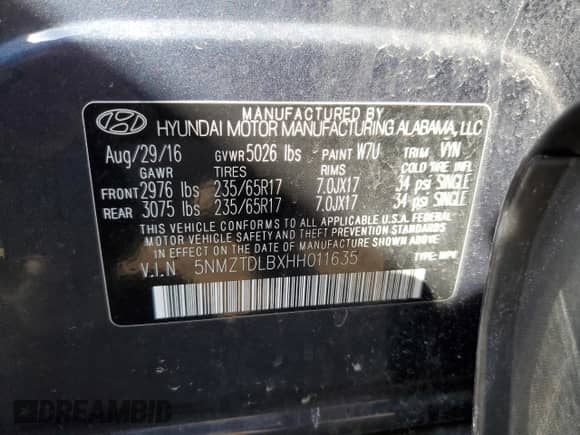 MANUFACTURED BY
HYUNDAI MOTOR MANUFACTURING ALABAMA, LLC
Aug/29/16 GVWR 5026 lbs PAINT W7U TRIM VYN
GAWR TIRES RIMS COLD TIRE INFL
FRONT 2976 lbs 235/65R17 7.0JX17 34 psi SINGLE
REAR 3075 lbs 235/65R17 7.0JX17 34 psi SINGLE
THIS VEHICLE CONFORMS TO ALL APPLICABLE U.S.A. FEDERAL
MOTOR VEHICLE SAFETY AND THEFT PREVENTION STANDARDS
IN EFFECT ON THE DATE OF MANUFACTURE SHOWN ABOVE.
V.I.N. 5NMZTDLBXHH011635 TYPE: MPV
DREAMBID